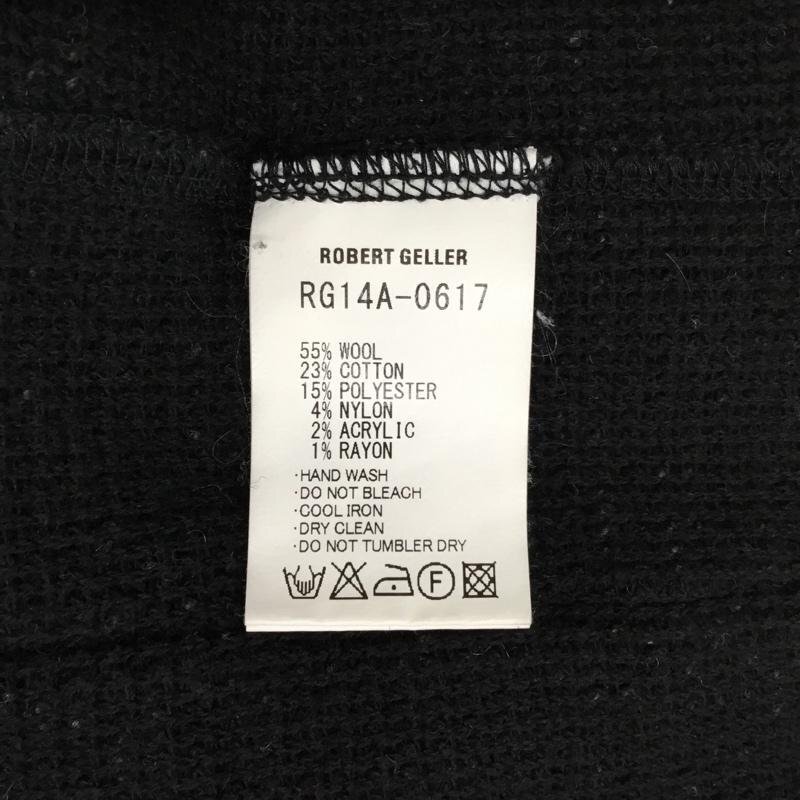 ROBERT GELLER
RG14A-0617
55% WOOL
23% COTTON
15% POLYESTER
4% NYLON
2% ACRYLIC
1% RAYON
·HAND WASH
·DO NOT BLEACH
·COOL IRON
·DRY CLEAN
·DO NOT TUMBLER DRY
F